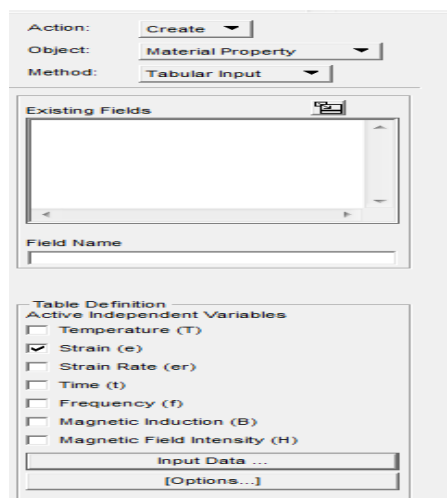 Action: Create
Object: Material Property
Method: Tabular Input
Existing Fields
Field Name
Table Definition
Active Independent Variables
Temperature (T)
Strain (e)
Strain Rate (er)
Time (t)
Frequency (f)
Magnetic Induction (B)
Magnetic Field Intensity (H)
Input Data ...
[Options...]